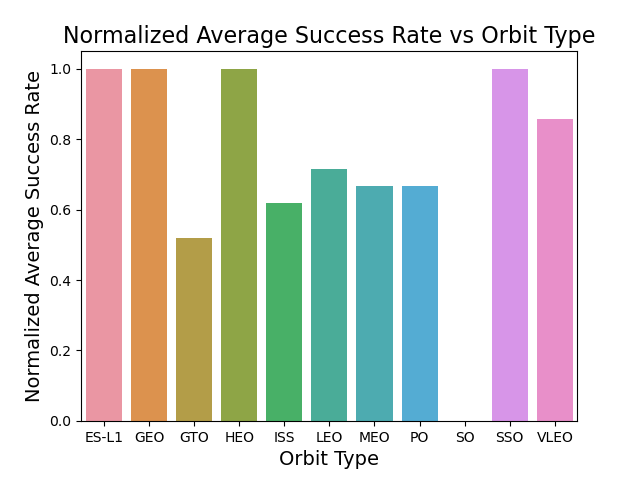 Normalized Average Success Rate vs Orbit Type
Normalized Average Success Rate
1.0
0.8
0.6
0.4
0.2
0.0
ES-L1 GEO GTO HEO ISS LEO MEO PO SO SSO VLEO
Orbit Type